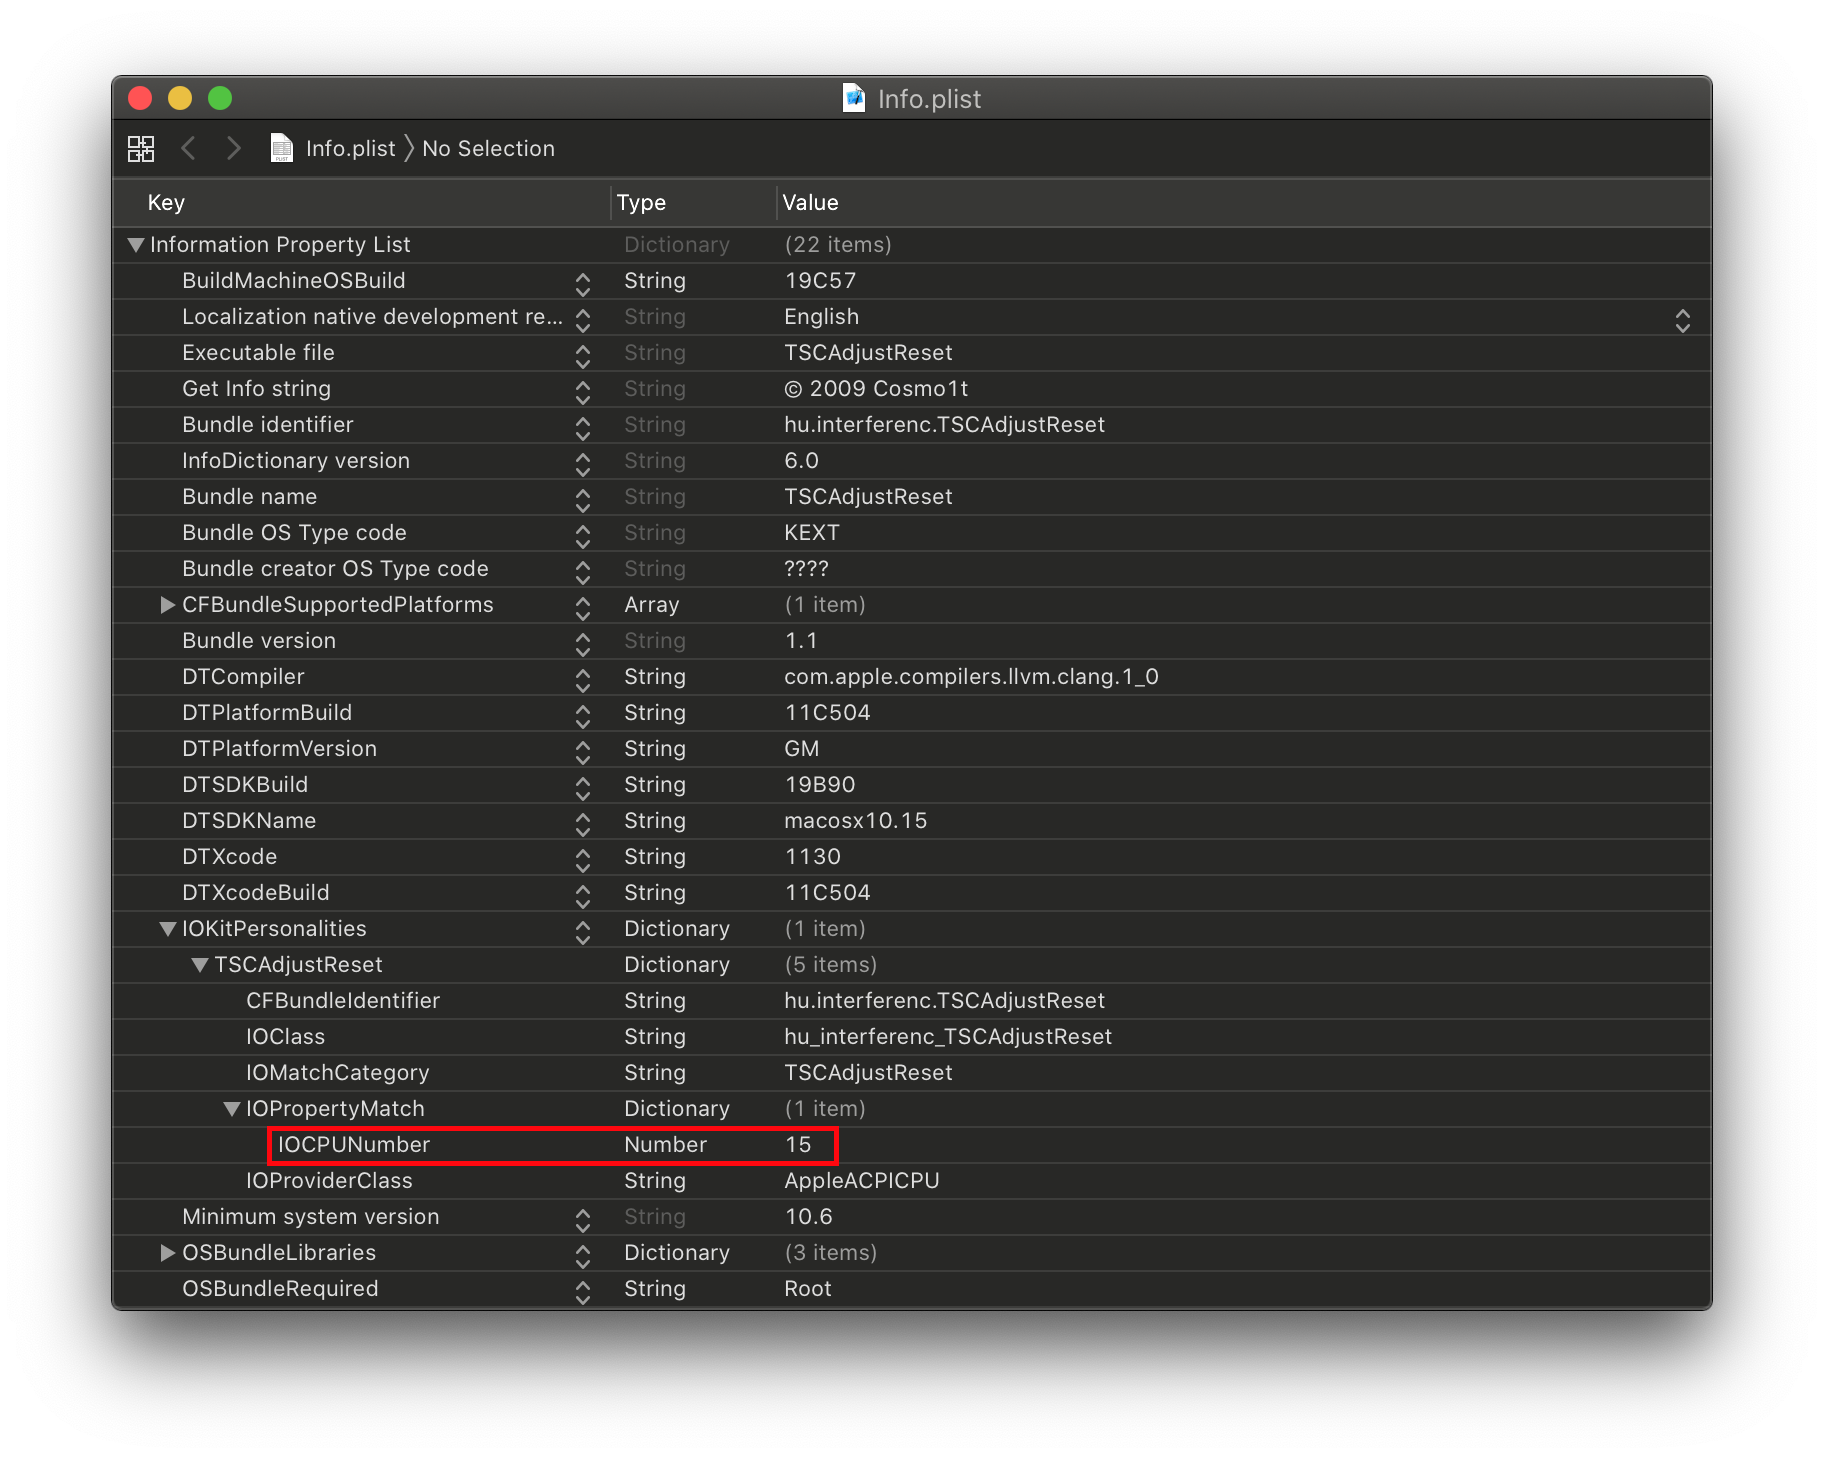 Info.plist
Info.plist No Selection
Key Type Value
Information Property List Dictionary (22 items)
BuildMachineOSBuild String 19C57
Localization native development re... String English
Executable file String TSCAdjustReset
Get Info string String © 2009 Cosmo1t
Bundle identifier String hu.interferenc.TSCAdjustReset
InfoDictionary version String 6.0
Bundle name String TSCAdjustReset
Bundle OS Type code String KEXT
Bundle creator OS Type code String ????
CFBundleSupportedPlatforms Array (1 item)
Bundle version String 1.1
DTCompiler String com.apple.compilers.llvm.clang.1_0
DTPlatformBuild String 11C504
DTPlatformVersion String GM
DTSDKBuild String 19B90
DTSDKName String macosx10.15
DTXcode String 1130
DTXcodeBuild String 11C504
IOKitPersonalities Dictionary (1 item)
TSCAdjustReset Dictionary (5 items)
CFBundleIdentifier String hu.interferenc.TSCAdjustReset
IOClass String hu_interferenc_TSCAdjustReset
IOMatchCategory String TSCAdjustReset
IOPropertyMatch Dictionary (1 item)
IOCPUNumber Number 15
IOProviderClass String AppleACPICPU
Minimum system version String 10.6
OSBundleLibraries Dictionary (3 items)
OSBundleRequired String Root